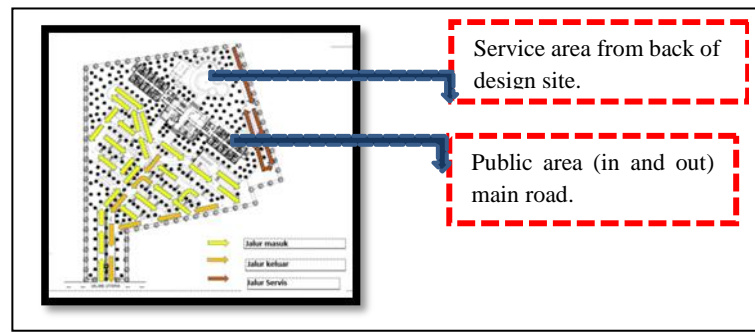 Service area from back of
design site.
Public area (in and out)
main road.
Jalur masuk
Jalur keluar
Jalur Servis